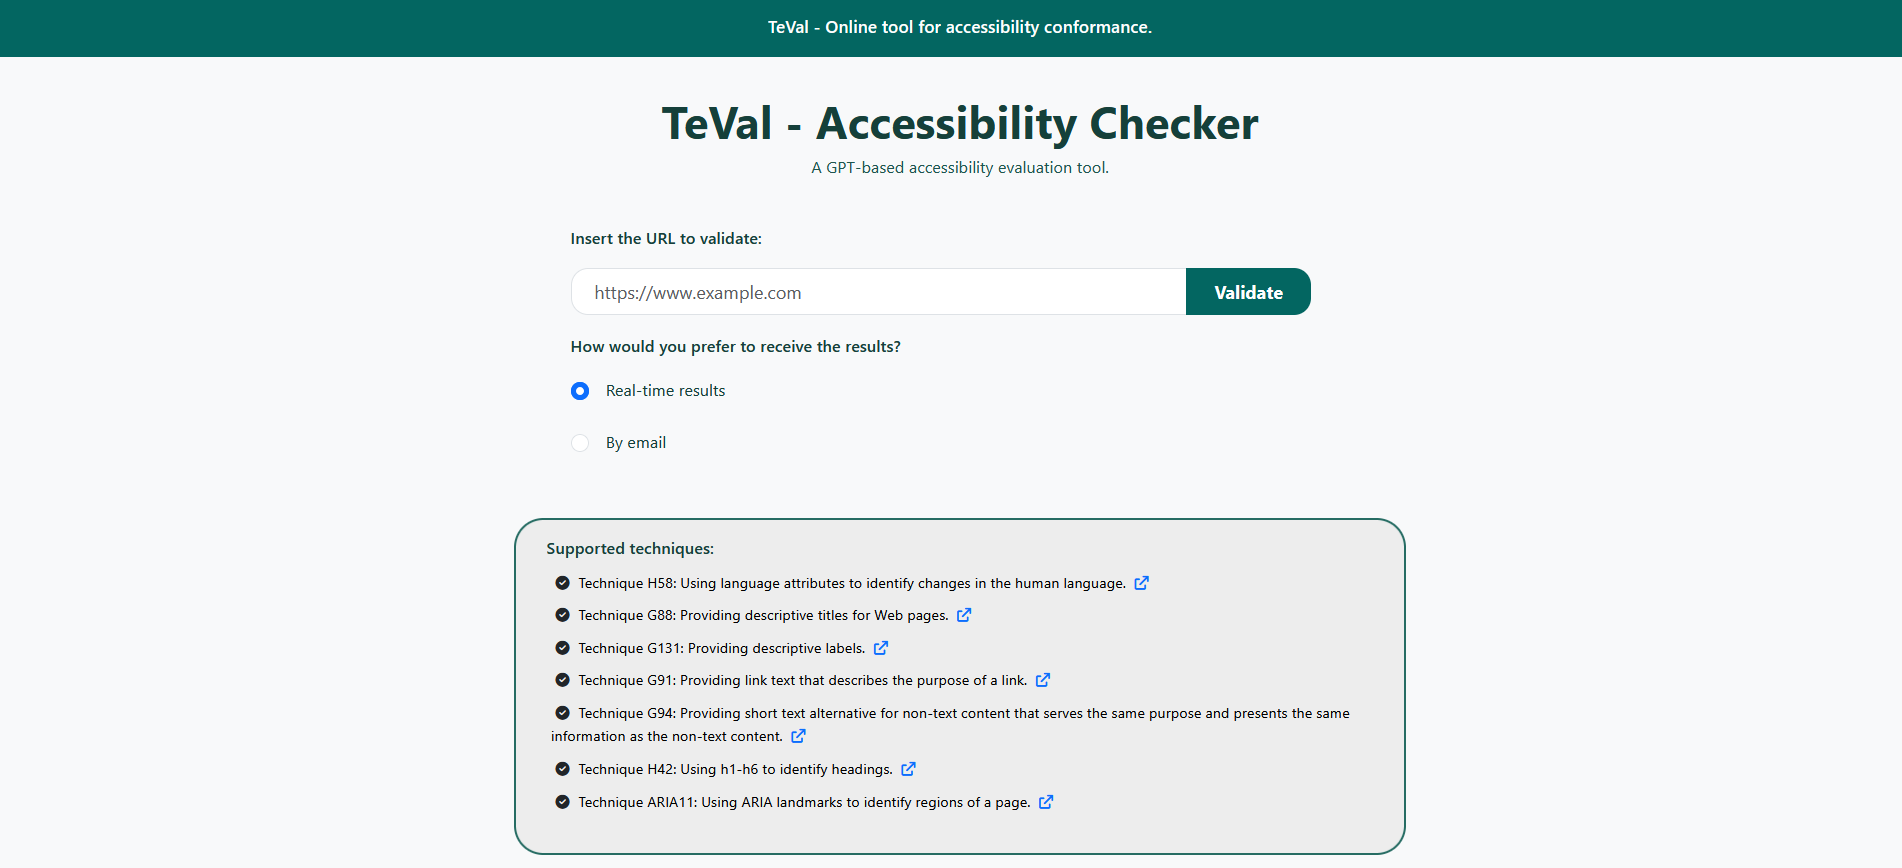 TeVal - Online tool for accessibility conformance.
TeVal - Accessibility Checker
A GPT-based accessibility evaluation tool.
Insert the URL to validate:
https://www.example.com
Validate
How would you prefer to receive the results?
Real-time results
By email
Supported techniques:
Technique H58: Using language attributes to identify changes in the human language.
Technique G88: Providing descriptive titles for Web pages.
Technique G131: Providing descriptive labels.
Technique G91: Providing link text that describes the purpose of a link.
Technique G94: Providing short text alternative for non-text content that serves the same purpose and presents the same
information as the non-text content.
Technique H42: Using h1-h6 to identify headings.
Technique ARIA11: Using ARIA landmarks to identify regions of a page.